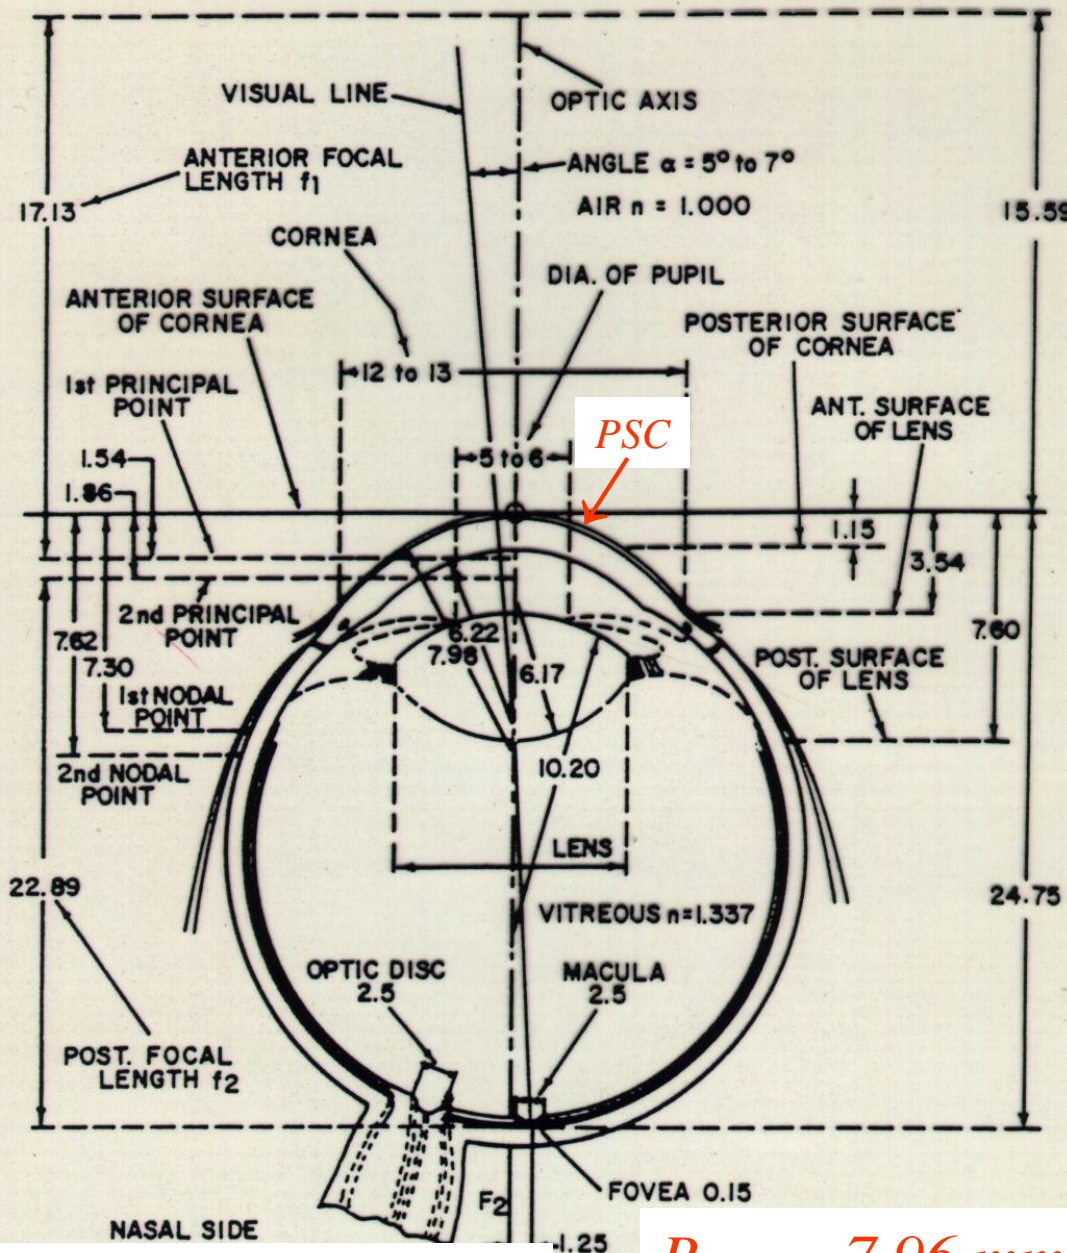 VISUAL LINE
OPTIC AXIS
ANTERIOR FOCAL
LENGTH f1
ANGLE α = 5° to 7°
17.13
AIR n = 1.000
15.59
CORNEA
DIA. OF PUPIL
ANTERIOR SURFACE
OF CORNEA
POSTERIOR SURFACE
OF CORNEA
12 to 13
1st PRINCIPAL
POINT
ANT. SURFACE
OF LENS
PSC
1.54
5 to 6
1.86
1.15
3.54
2nd PRINCIPAL
POINT
7.62
7.30
6.22
7.98
6.17
7.60
POST. SURFACE
OF LENS
1st NODAL
POINT
2nd NODAL
POINT
10.20
LENS
22.89
24.75
VITREOUS n=1.337
OPTIC DISC
2.5
MACULA
2.5
POST. FOCAL
LENGTH f2
F2
FOVEA 0.15
NASAL SIDE
1.25
7.96 mm